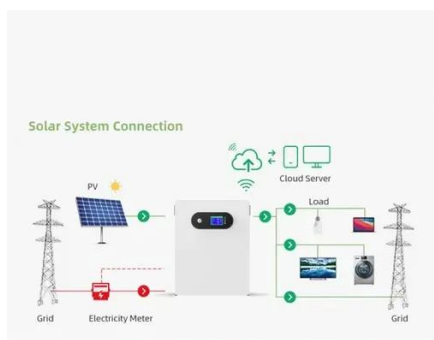 Solar System Connection
PV
Cloud Server
Load
Grid
Electricity Meter
Grid